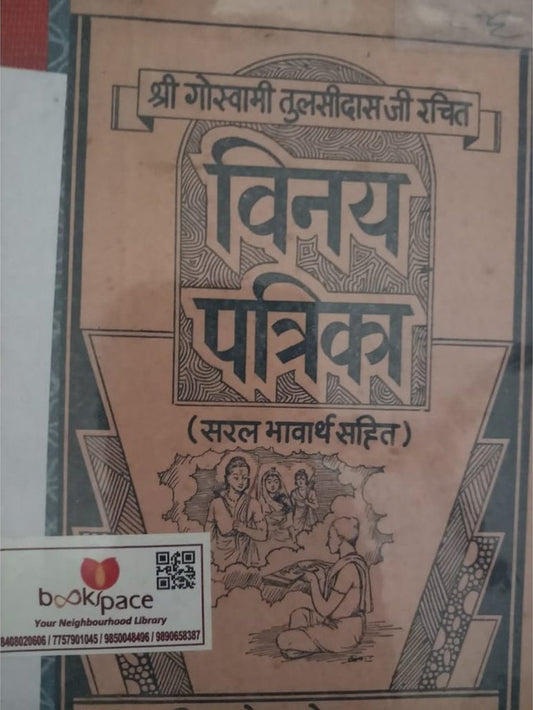 श्री गोस्वामी तुलसीदास जी रचित
विनय
पत्रिका
(सरल भावार्थ सहित)
bookspace
Your Neighbourhood Library
8408020606 / 7757901045 / 9850048496 / 9890658387